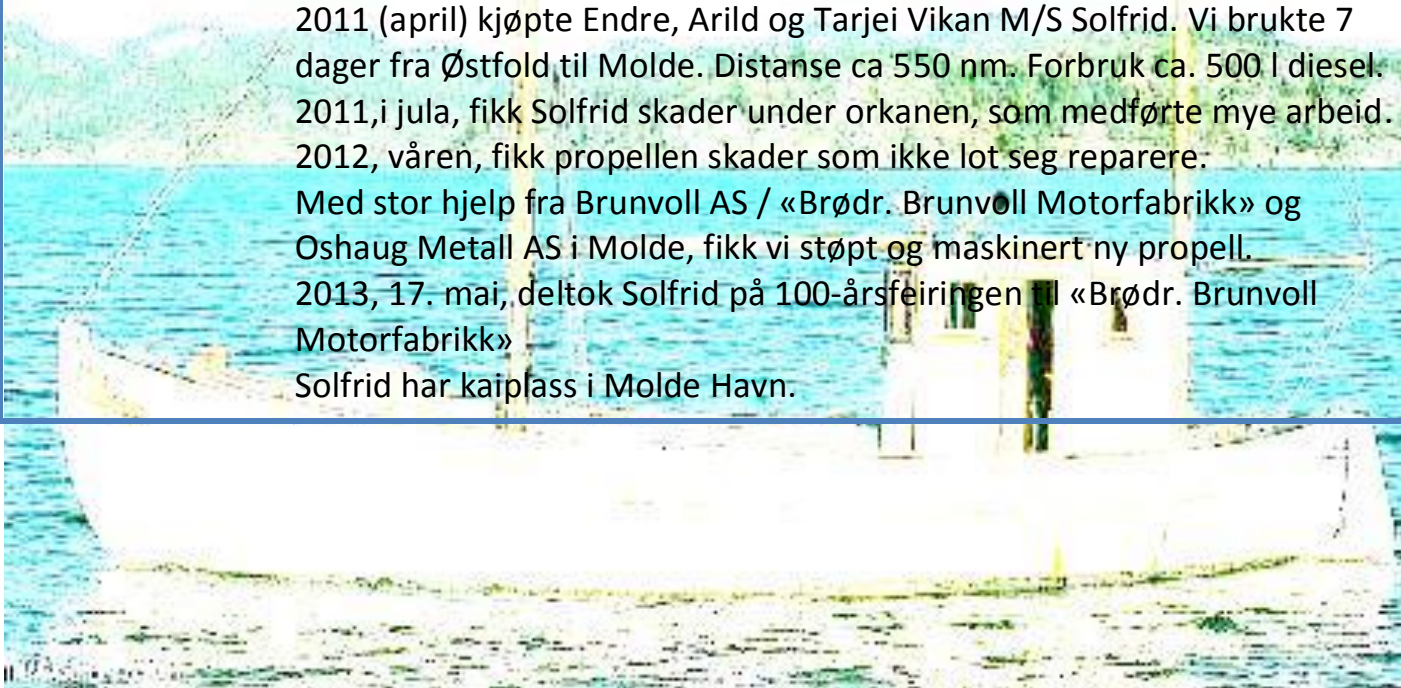 2011 (april) kjøpte Endre, Arild og Tarjei Vikan M/S Solfrid. Vi brukte 7
dager fra Østfold til Molde. Distanse ca 550 nm. Forbruk ca. 500 l diesel.
2011,i jula, fikk Solfrid skader under orkanen, som medførte mye arbeid.
2012, våren, fikk propellen skader som ikke lot seg reparere.
Med stor hjelp fra Brunvoll AS / «Brødr. Brunvoll Motorfabrikk» og
Oshaug Metall AS i Molde, fikk vi støpt og maskinert ny propell.
2013, 17. mai, deltok Solfrid på 100-årsfeiringen til «Brødr. Brunvoll
Motorfabrikk»
Solfrid har kaiplass i Molde Havn.